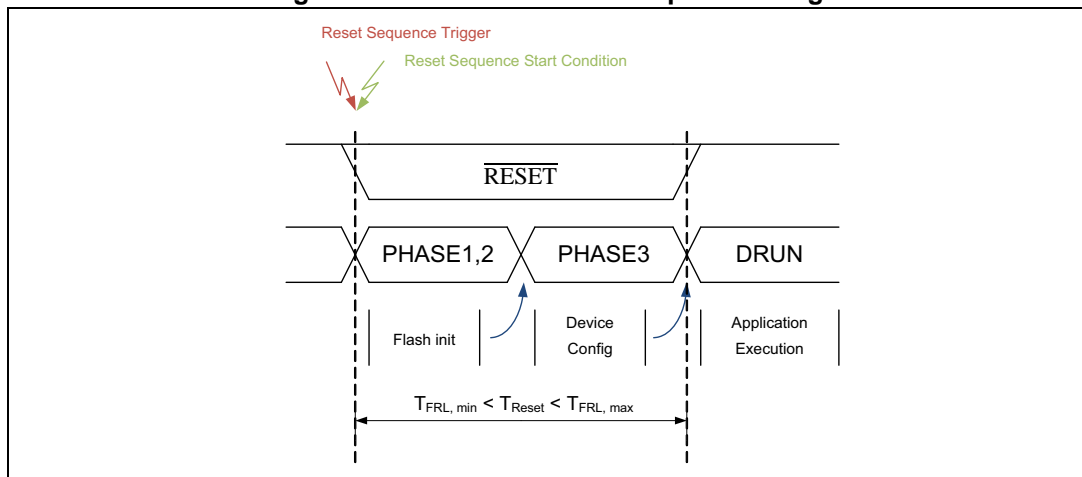 Reset Sequence Trigger
Reset Sequence Start Condition
RESET
PHASE1,2 PHASE3 DRUN
Flash init
Device
Config
Application
Execution
TFRL, min < TReset < TFRL, max